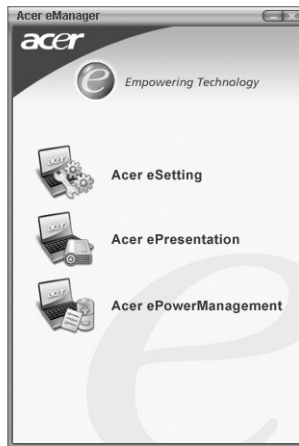 Acer eManager
acer
e Empowering Technology
Acer eSetting
Acer ePresentation
Acer ePowerManagement